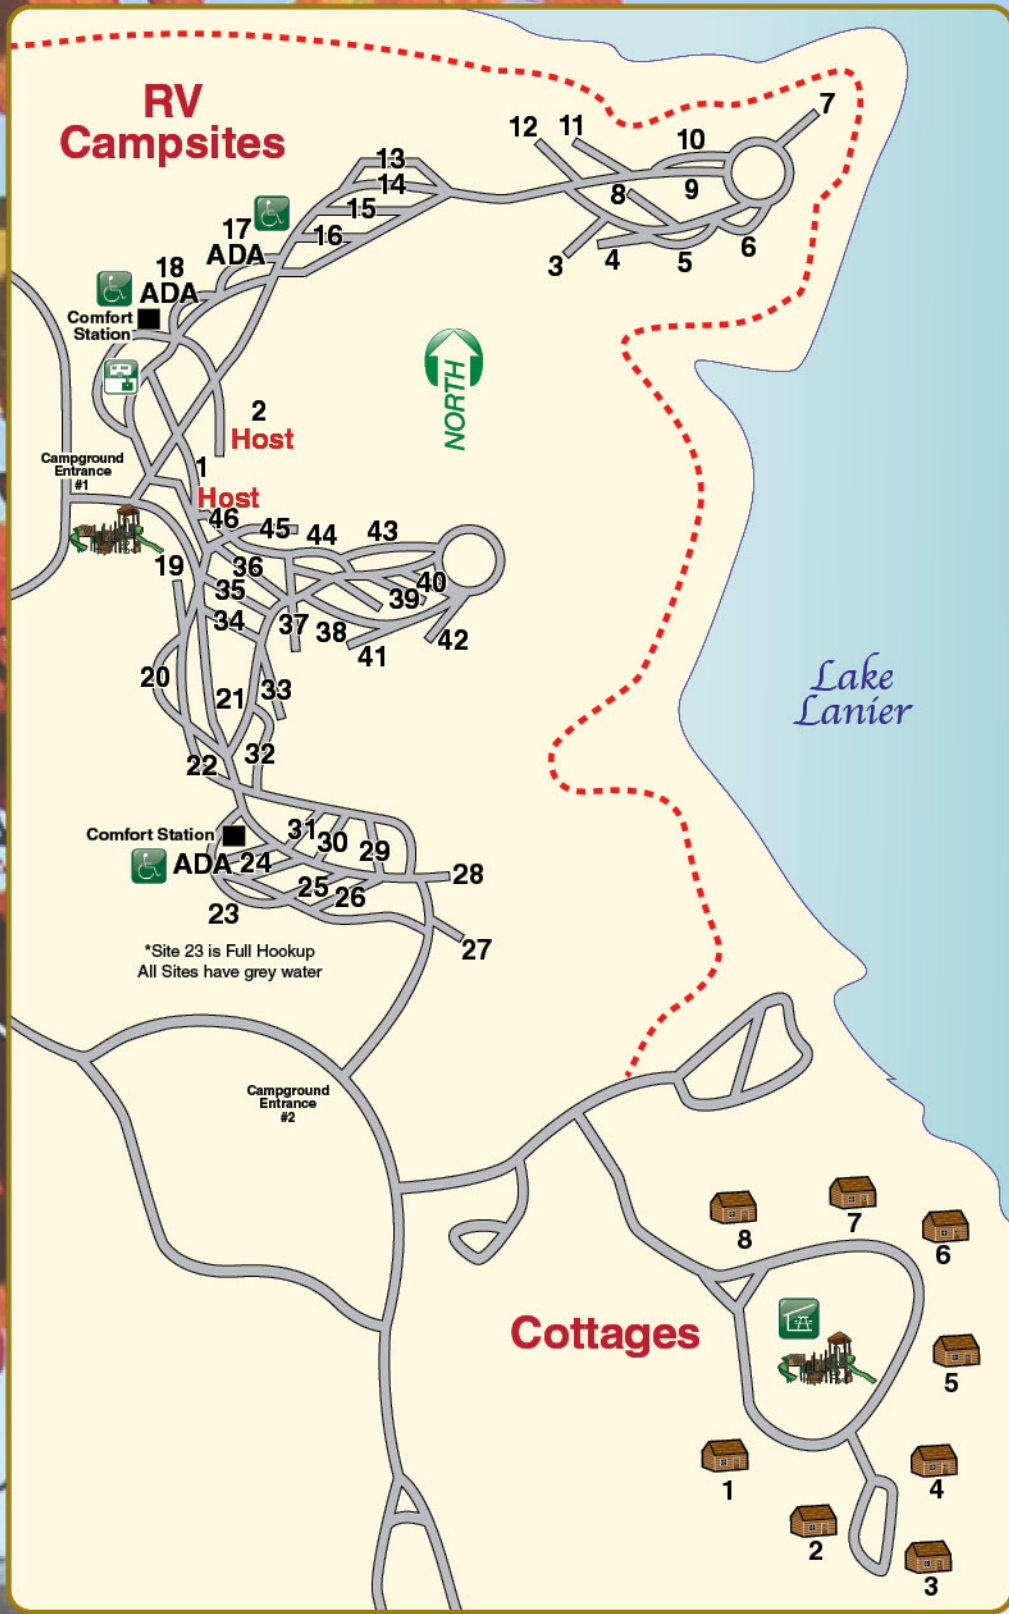 RV
Campsites
7
12
11
10
13
14
8
9
15
17
16
ADA
6
3
4
5
18
ADA
Comfort
Station
NORTH
2
Host
Campground
Entrance
#1
1
Host
46
45
44
43
19
36
40
35
39
34
37
38
42
41
Lake
Lanier
20
21
33
22
32
Comfort Station
31
30
29
ADA 24
28
25
26
23
27
*Site 23 is Full Hookup
All Sites have grey water
Campground
Entrance
#2
8
7
6
Cottages
5
1
4
2
3